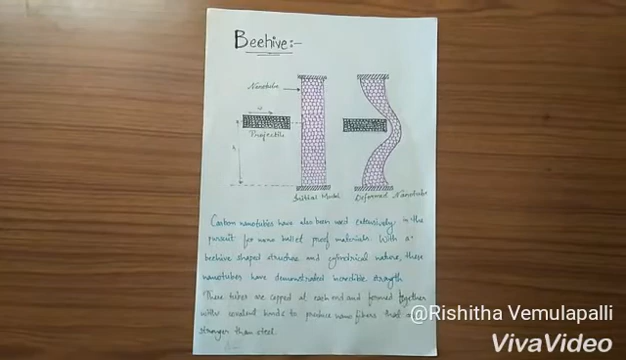 Beehive:-
Nanotube
Projectile
h
Initial Model
Deformed Nanotube
Carbon nanotubes have also been used extensively in the
pursuit for nano bullet proof materials. With a
beehive shaped structure and cylindrical nature, these
nanotubes have demonstrated incredible strength
These tubes are capped at each end and formed together
with covalent bonds to produce nano fibers that a
stronger than steel.
@Rishitha Vemulapalli
VivaVideo